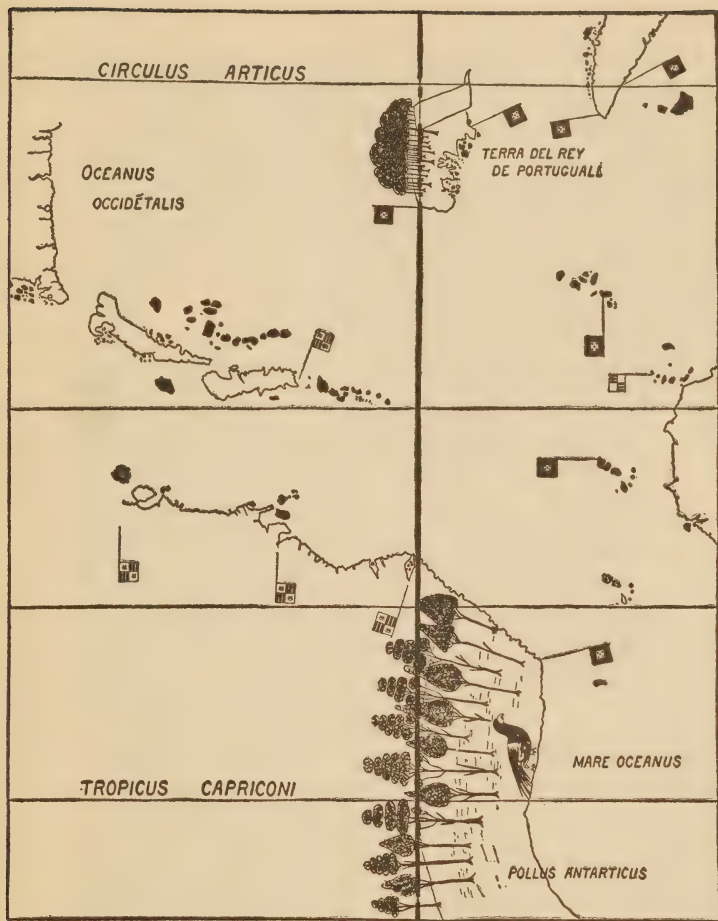 CIRCULUS ARTICUS
OCEANUS
OCCIDĒTALIS
TERRA DEL REY
DE PORTUGUALĒ
MARE OCEANUS
TROPICUS CAPRICONI
POLLUS ANTARTICUS